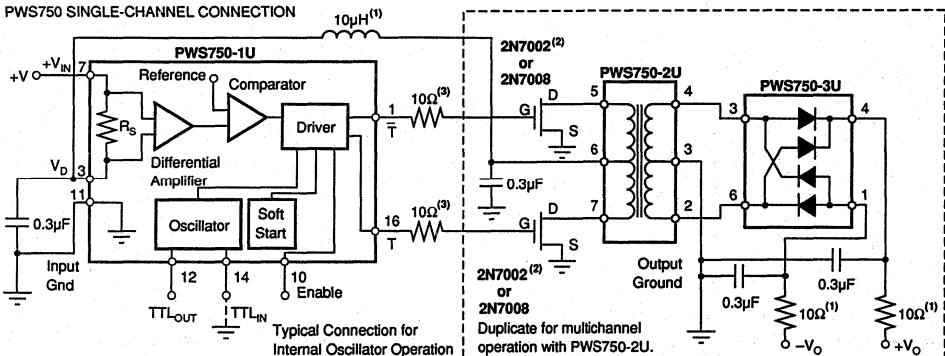 PWS750 SINGLE-CHANNEL CONNECTION
10µH(1)
PWS750-1U
2N7002(2)
or
2N7008
PWS750-2U
PWS750-3U
+V
+VIN
7
Reference
Comparator
1
T̅
10Ω(3)
G
D
S
5
4
3
4
RS
Driver
VD
3
Differential
Amplifier
6
3
0.3µF
11
0.3µF
Oscillator
Soft
Start
16
T
10Ω(3)
G
D
S
7
2
6
1
Input
Gnd
12
14
10
Enable
TTLOUT
TTLIN
2N7002(2)
or
2N7008
Output
Ground
0.3µF
0.3µF
10Ω(1)
10Ω(1)
Typical Connection for
Internal Oscillator Operation
Duplicate for multichannel
operation with PWS750-2U.
–VO
+VO